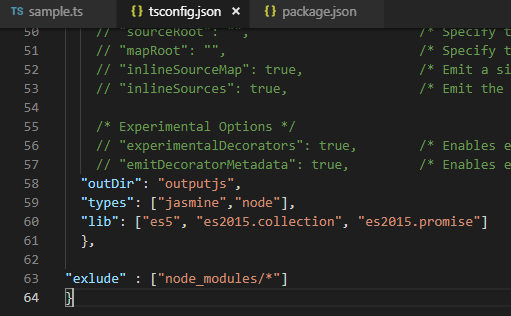 TS sample.ts {} tsconfig.json × {} package.json
50 // "sourceRoot": "", /* Specify t
51 // "mapRoot": "", /* Specify t
52 // "inlineSourceMap": true, /* Emit a si
53 // "inlineSources": true, /* Emit the
54
55 /* Experimental Options */
56 // "experimentalDecorators": true, /* Enables e
57 // "emitDecoratorMetadata": true, /* Enables e
58 "outDir": "outputjs",
59 "types": ["jasmine","node"],
60 "lib": ["es5", "es2015.collection", "es2015.promise"]
61 },
62
63 "exlude" : ["node_modules/*"]
64 }